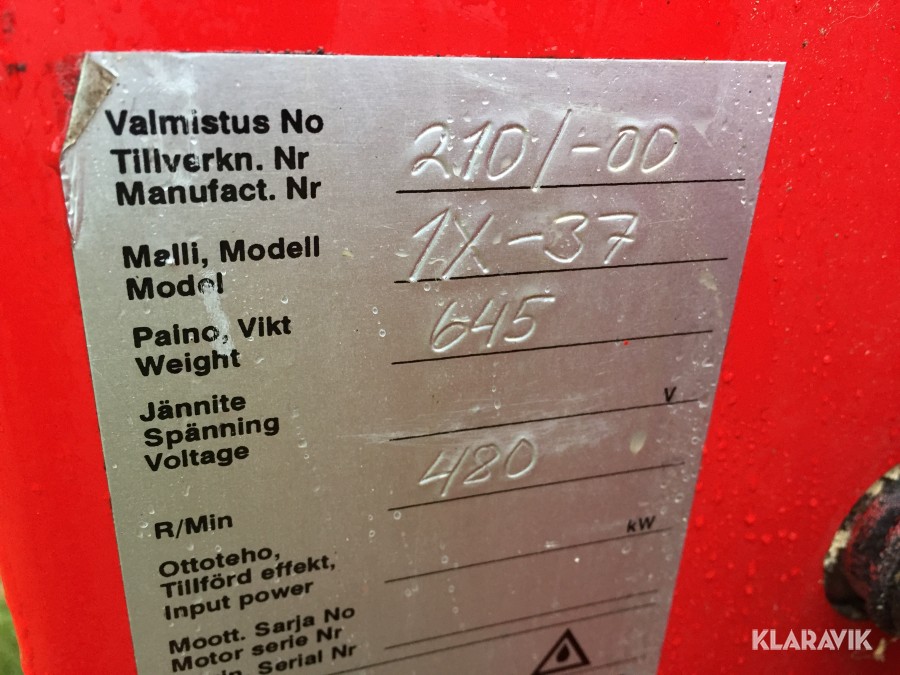 Valmistus No
Tillverkn. Nr 210/-00
Manufact. Nr
Malli, Modell 1X-37
Model
Paino, Vikt 645
Weight
Jännite V
Spänning
Voltage
480
R/Min
Ottoteho, kW
Tillförd effekt,
Input power
Moott. Sarja No
Motor serie Nr
Serial Nr
KLARAVIK